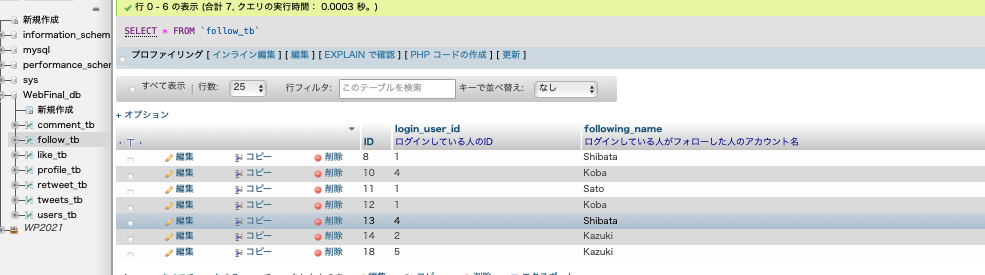 行 0 - 6 の表示 (合計 7, クエリの実行時間： 0.0003 秒。)
SELECT * FROM `follow_tb`
プロファイリング [ インライン編集 ] [ 編集 ] [ EXPLAIN で確認 ] [ PHP コードの作成 ] [ 更新 ]
すべて表示 | 行数: 25 行フィルタ: このテーブルを検索 キーで並べ替え: なし
+ オプション
新規作成
information_schem
mysql
performance_scher
sys
WebFinal_db
新規作成
comment_tb
follow_tb
like_tb
profile_tb
retweet_tb
tweets_tb
users_tb
WP2021
ID login_user_id following_name
ログインしている人のID ログインしている人がフォローした人のアカウント名
編集 コピー 削除 8 1 Shibata
編集 コピー 削除 10 4 Koba
編集 コピー 削除 11 1 Sato
編集 コピー 削除 12 1 Koba
編集 コピー 削除 13 4 Shibata
編集 コピー 削除 14 2 Kazuki
編集 コピー 削除 18 5 Kazuki